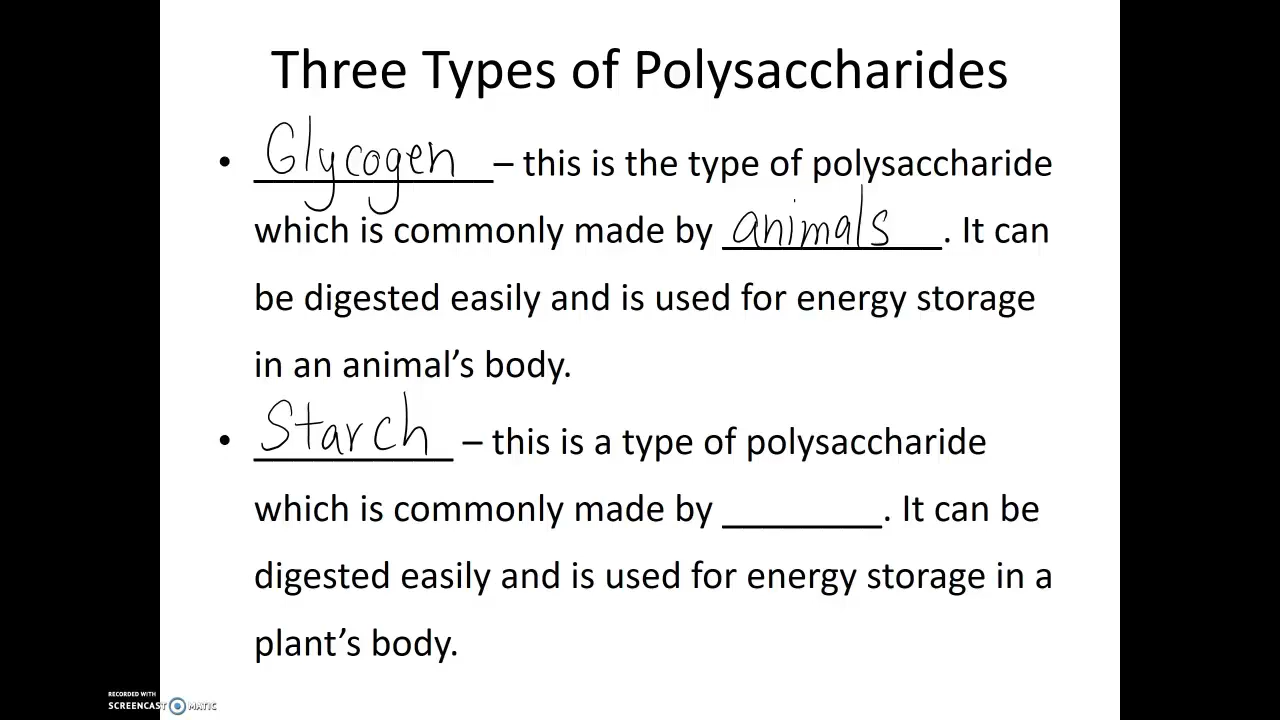 Three Types of Polysaccharides
• Glycogen – this is the type of polysaccharide
which is commonly made by animals. It can
be digested easily and is used for energy storage
in an animal’s body.
• Starch – this is a type of polysaccharide
which is commonly made by ________. It can be
digested easily and is used for energy storage in a
plant’s body.
RECORDED WITH
SCREENCAST MATIC